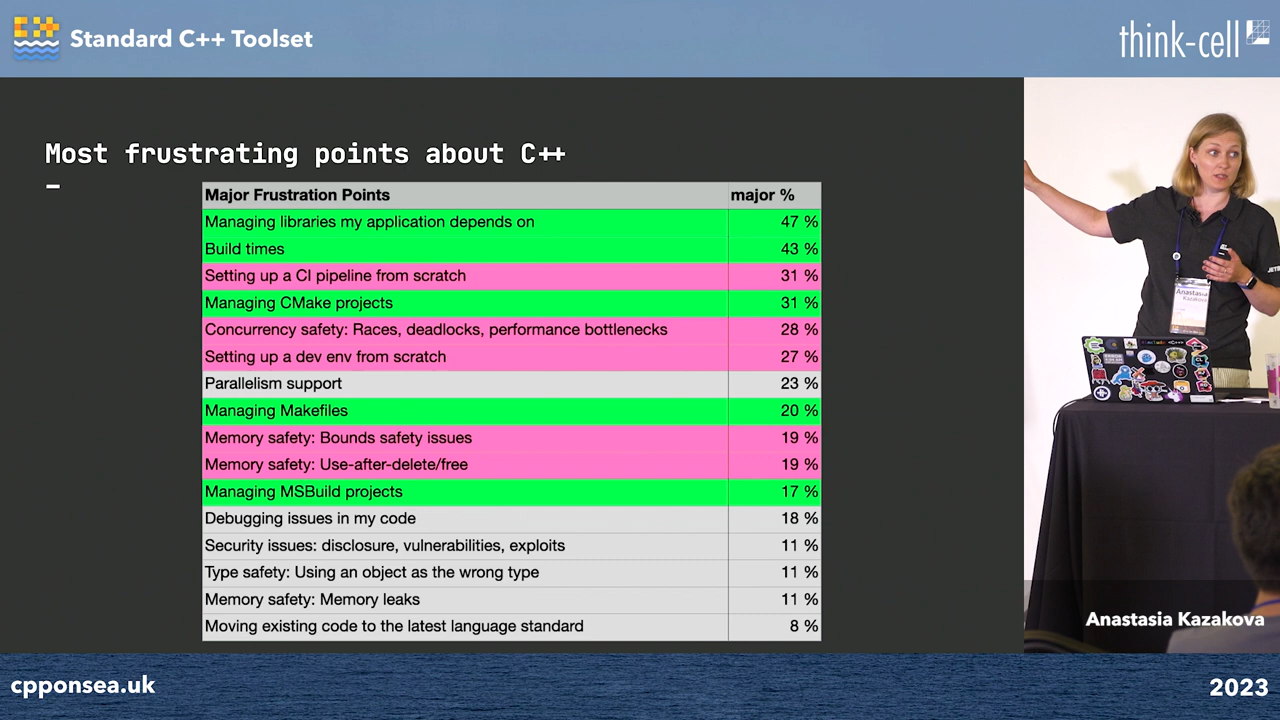 Standard C++ Toolset
think-cell
Most frustrating points about C++
Major Frustration Points major %
Managing libraries my application depends on 47 %
Build times 43 %
Setting up a CI pipeline from scratch 31 %
Managing CMake projects 31 %
Concurrency safety: Races, deadlocks, performance bottlenecks 28 %
Setting up a dev env from scratch 27 %
Parallelism support 23 %
Managing Makefiles 20 %
Memory safety: Bounds safety issues 19 %
Memory safety: Use-after-delete/free 19 %
Managing MSBuild projects 17 %
Debugging issues in my code 18 %
Security issues: disclosure, vulnerabilities, exploits 11 %
Type safety: Using an object as the wrong type 11 %
Memory safety: Memory leaks 11 %
Moving existing code to the latest language standard 8 %
JET
Anastasia
Kazakova
Anastasia Kazakova
cpponsea.uk
2023